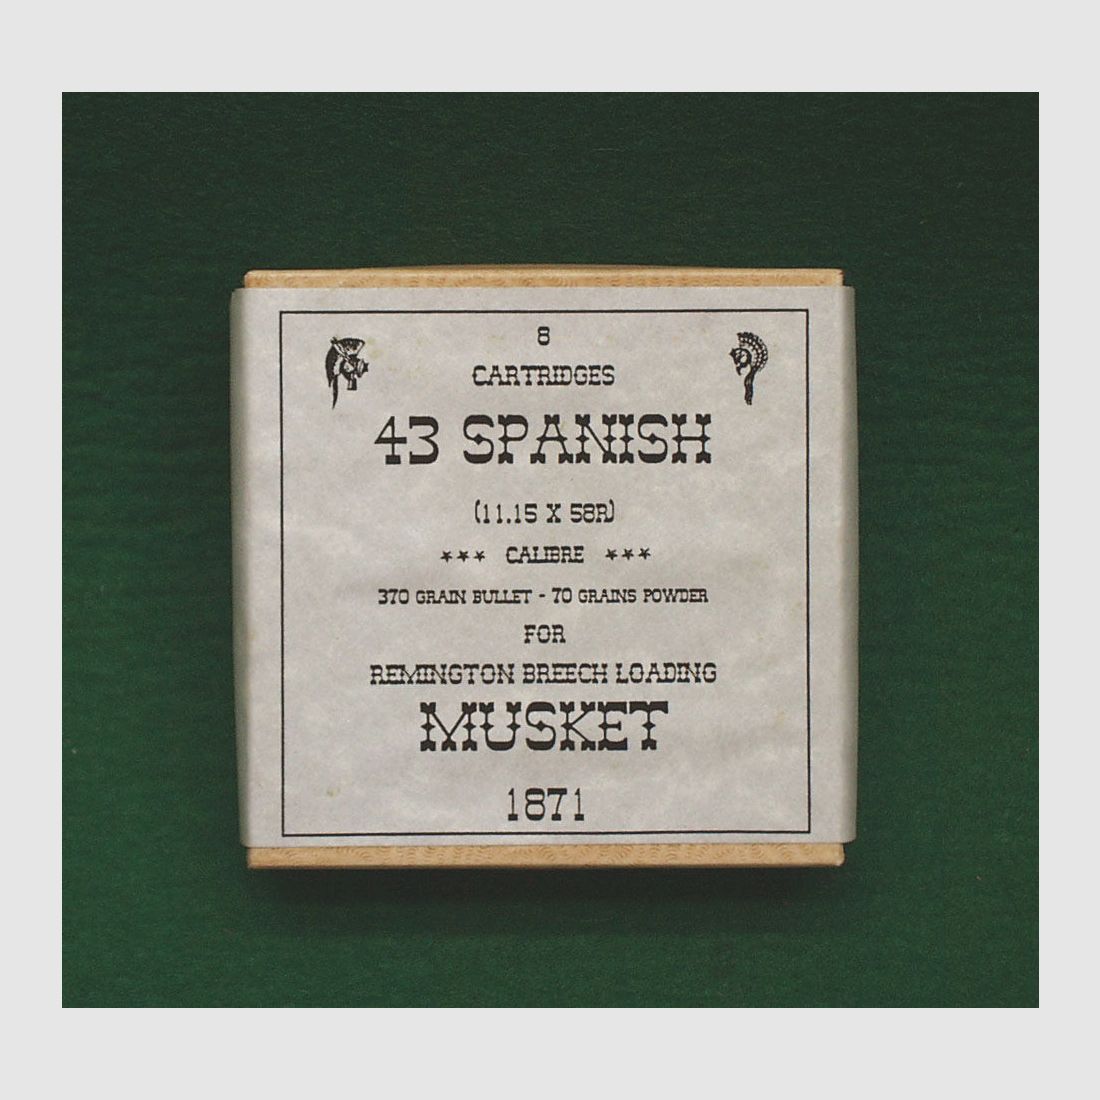 8
CARTRIDGES
43 SPANISH
(11.15 X 58R)
*** CALIBRE ***
370 GRAIN BULLET - 70 GRAINS POWDER
FOR
REMINGTON BREECH LOADING
MUSKET
1871